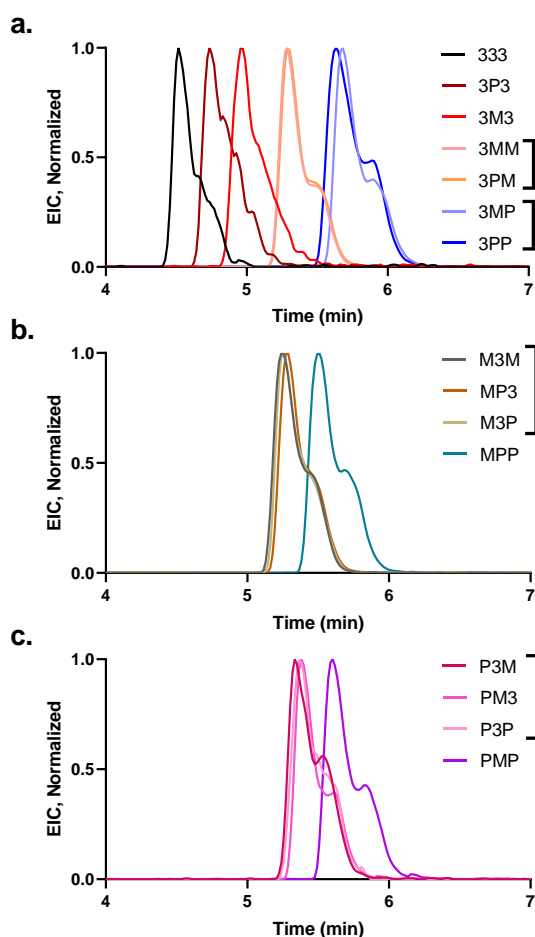 a.
EIC, Normalized
1.0
0.5
0.0
4
5
6
7
Time (min)
333
3P3
3M3
3MM
3PM
3MP
3PP
b.
EIC, Normalized
1.0
0.5
0.0
4
5
6
7
Time (min)
M3M
MP3
M3P
MPP
c.
EIC, Normalized
1.0
0.5
0.0
4
5
6
7
Time (min)
P3M
PM3
P3P
PMP